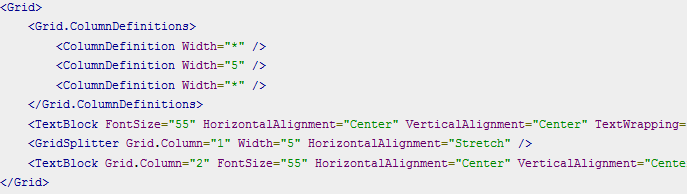 <Grid>
<Grid.ColumnDefinitions>
<ColumnDefinition Width="*" />
<ColumnDefinition Width="5" />
<ColumnDefinition Width="*" />
</Grid.ColumnDefinitions>
<TextBlock FontSize="55" HorizontalAlignment="Center" VerticalAlignment="Center" TextWrapping=
<GridSplitter Grid.Column="1" Width="5" HorizontalAlignment="Stretch" />
<TextBlock Grid.Column="2" FontSize="55" HorizontalAlignment="Center" VerticalAlignment="Cente
</Grid>